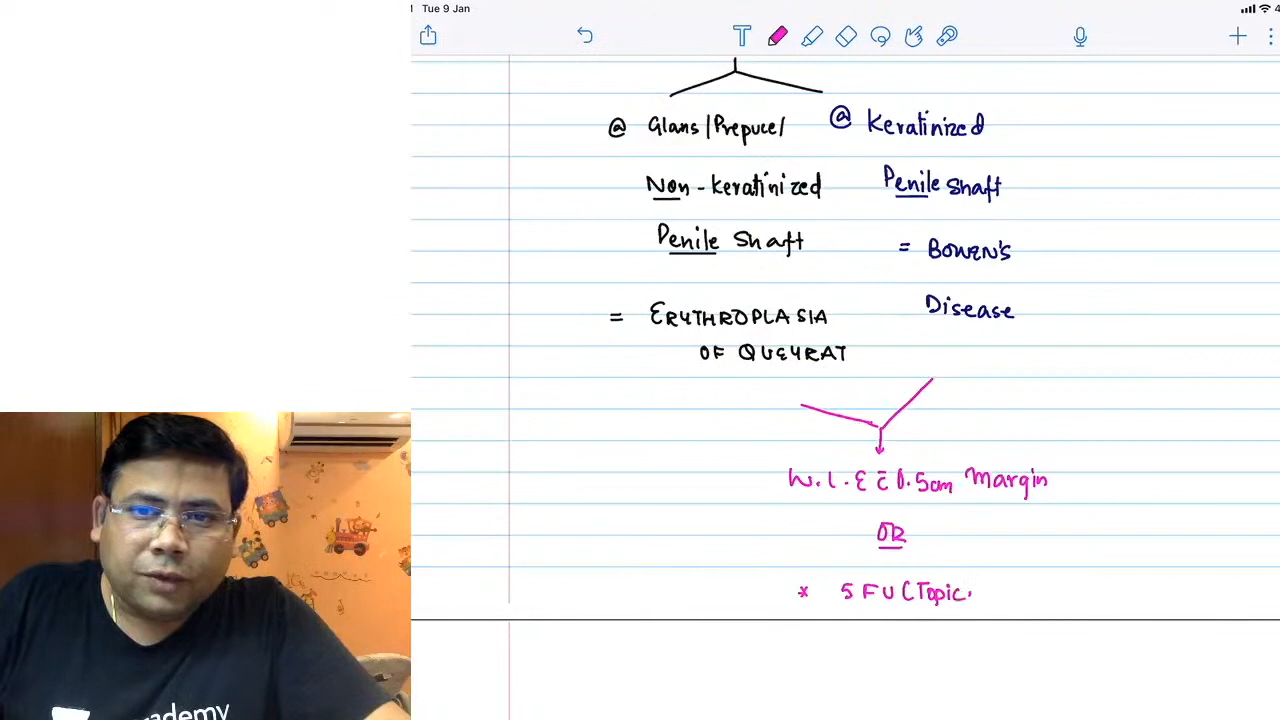 Tue 9 Jan
@ Glans/Prepuce/
Non-keratinized
Penile Shaft
= ERYTHROPLASIA
OF QUEYRAT
@ Keratinized
Penile Shaft
= BOWEN'S
Disease
W.L.E c̄ 0.5cm Margin
OR
* 5 FU (Topic.
ademy